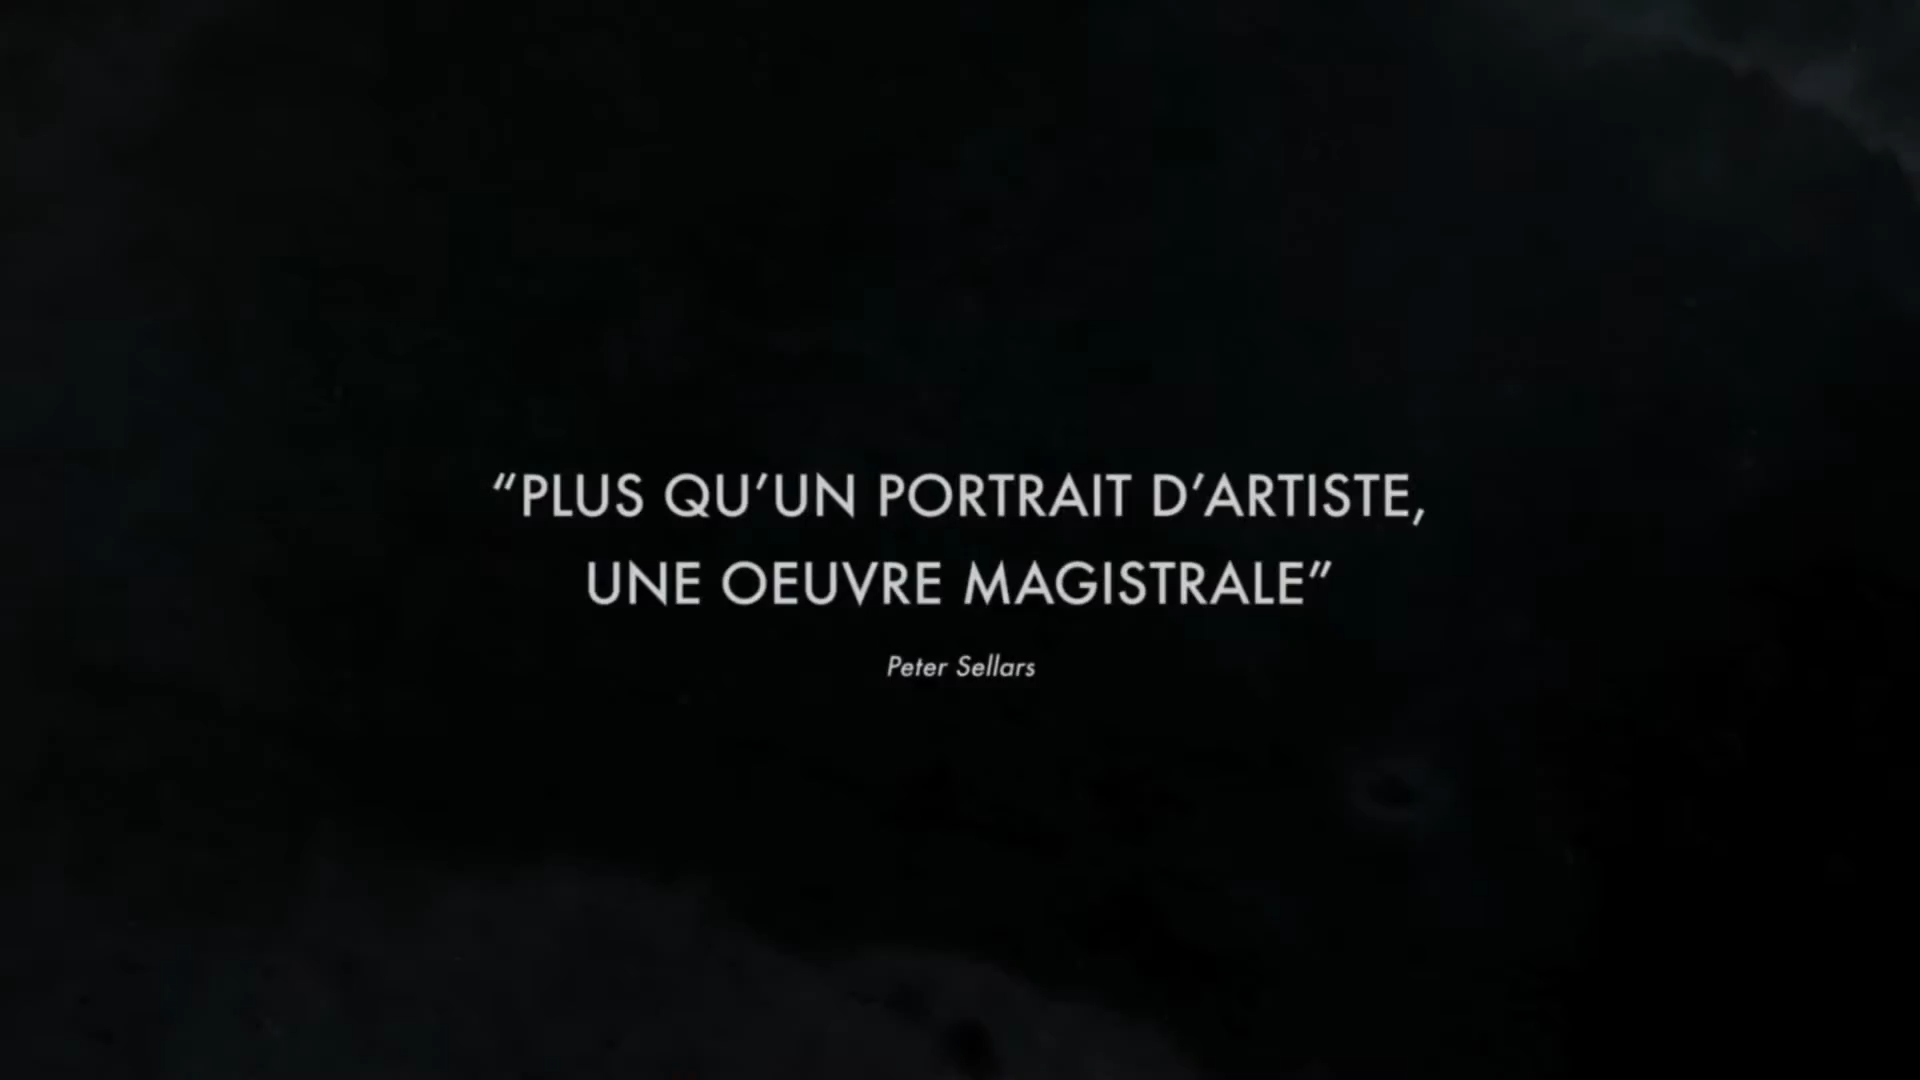 “PLUS QU’UN PORTRAIT D’ARTISTE,
UNE OEUVRE MAGISTRALE”
Peter Sellars